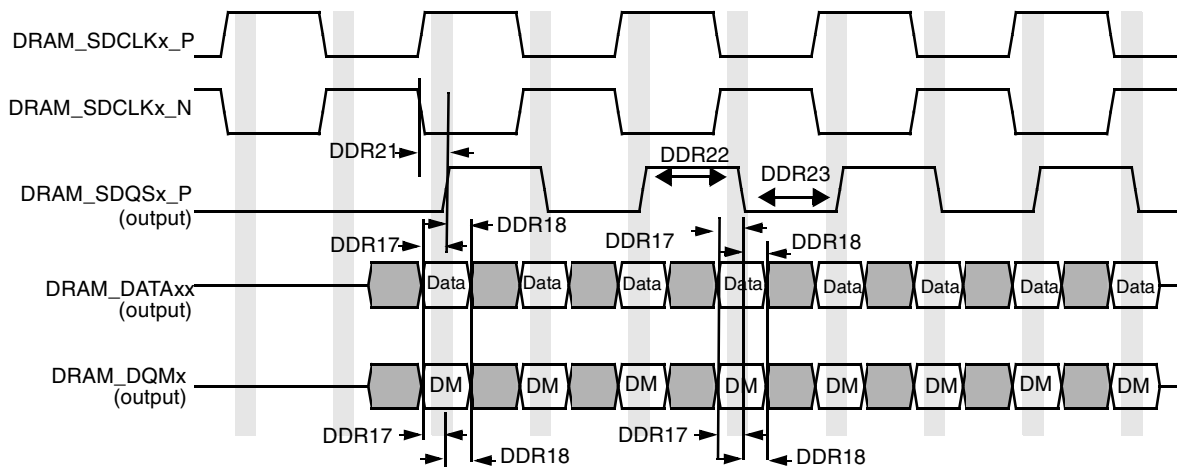 DRAM_SDCLKx_P
DRAM_SDCLKx_N
DDR21
DDR22
DDR23
DRAM_SDQSx_P
(output)
DDR17
DDR18
DDR17
DDR18
DRAM_DATAxx
(output)
Data Data Data Data Data Data Data Data
DRAM_DQMx
(output)
DM DM DM DM DM DM DM DM
DDR17
DDR18
DDR17
DDR18